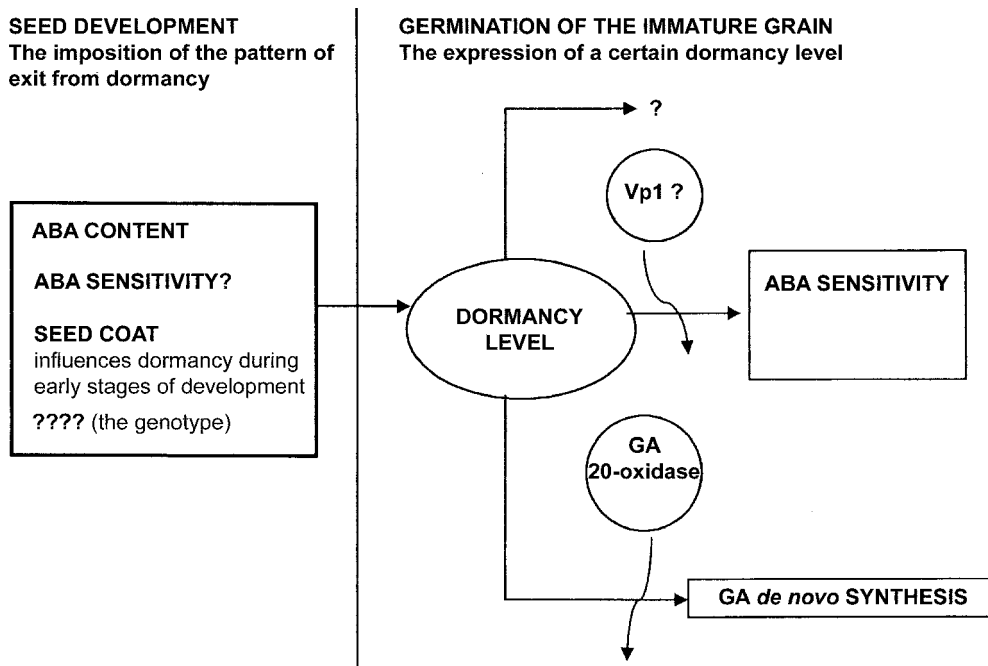 SEED DEVELOPMENT
The imposition of the pattern of
exit from dormancy
ABA CONTENT
ABA SENSITIVITY?
SEED COAT
influences dormancy during
early stages of development
???? (the genotype)
GERMINATION OF THE IMMATURE GRAIN
The expression of a certain dormancy level
?
Vp1 ?
DORMANCY
LEVEL
ABA SENSITIVITY
GA
20-oxidase
GA de novo SYNTHESIS